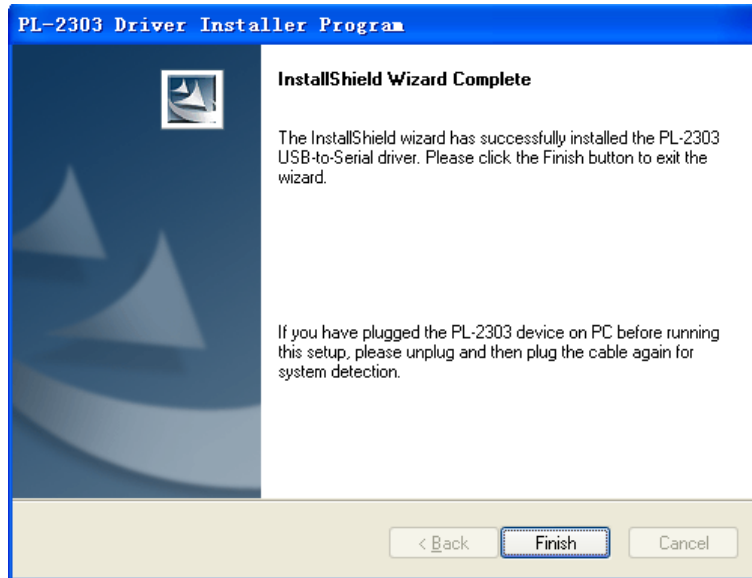 PL-2303 Driver Installer Program
InstallShield Wizard Complete
The InstallShield wizard has successfully installed the PL-2303
USB-to-Serial driver. Please click the Finish button to exit the
wizard.
If you have plugged the PL-2303 device on PC before running
this setup, please unplug and then plug the cable again for
system detection.
< Back
Finish
Cancel